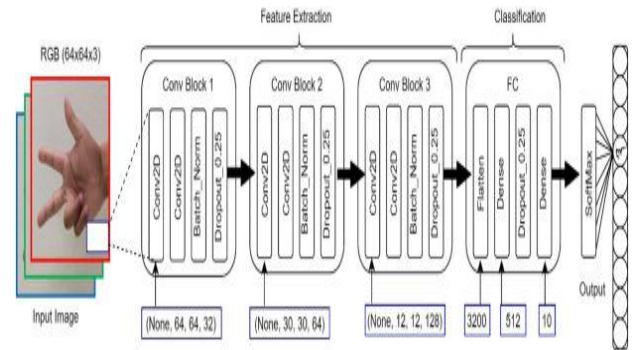 Feature Extraction
Classification
RGB (64x64x3)
Conv Block 1
Conv Block 2
Conv Block 3
FC
Conv2D
Conv2D
Batch_Norm
Dropout_0.25
Conv2D
Conv2D
Batch_Norm
Dropout_0.25
Conv2D
Conv2D
Batch_Norm
Dropout_0.25
Flatten
Dense
Dropout_0.25
Dense
SoftMax
Output
Input Image
(None, 64, 64, 32)
(None, 30, 30, 64)
(None, 12, 12, 128)
3200
512
10